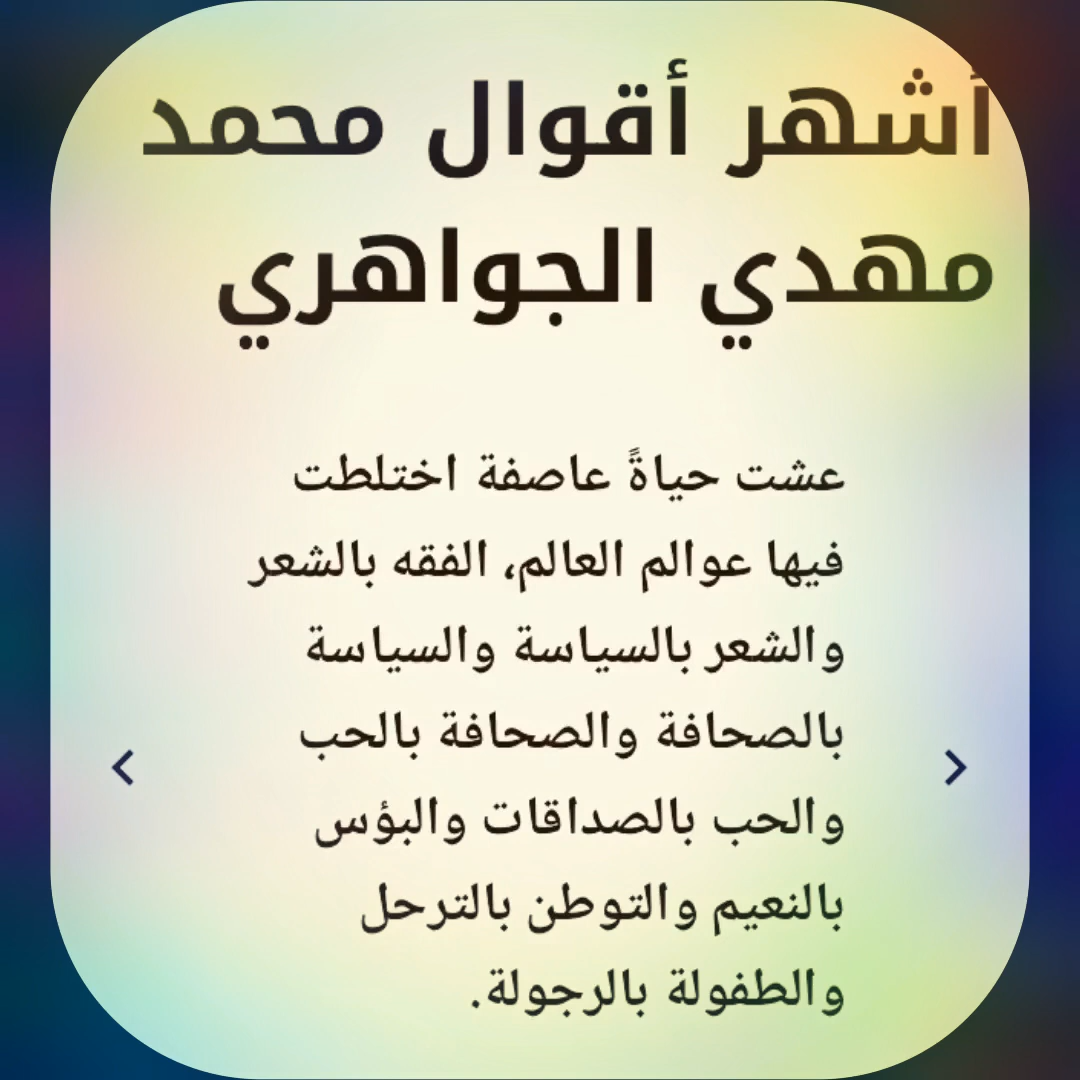 أشهر أقوال محمد
مهدي الجواهري
عشت حياةً عاصفة اختلطت
فيها عوالم العالم، الفقه بالشعر
والشعر بالسياسة والسياسة
بالصحافة والصحافة بالحب
والحب بالصداقات والبؤس
بالنعيم والتوطن بالترحل
والطفولة بالرجولة.